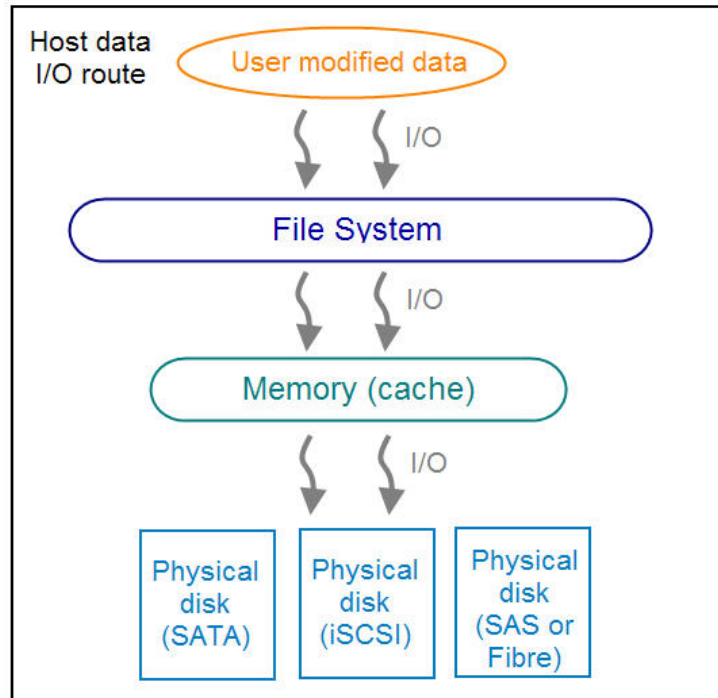 Host data
I/O route
User modified data
I/O
File System
I/O
Memory (cache)
I/O
Physical
disk
(SATA)
Physical
disk
(iSCSI)
Physical
disk
(SAS or
Fibre)